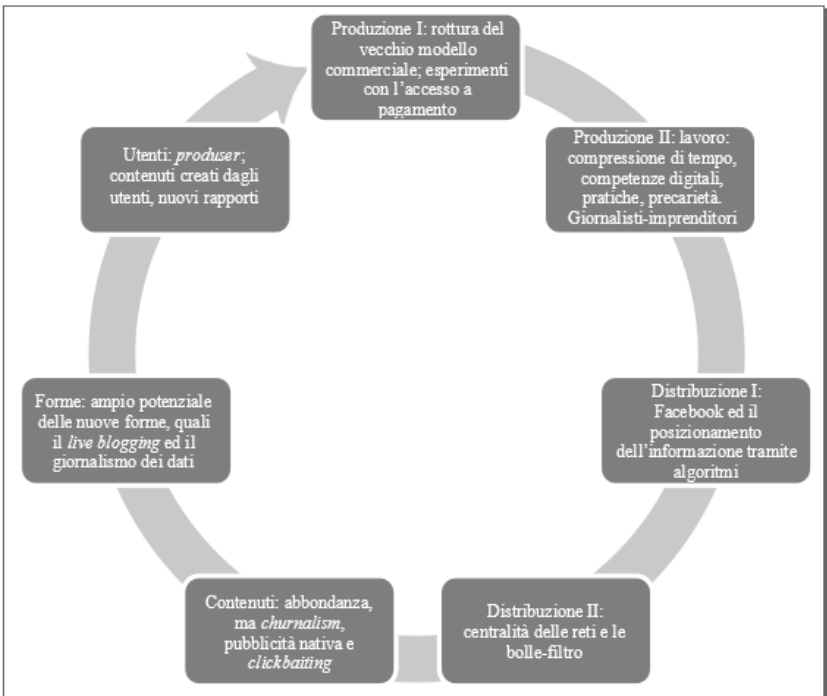 Produzione I: rottura del
vecchio modello
commerciale; esperimenti
con l'accesso a
pagamento
Produzione II: lavoro:
compressione di tempo,
competenze digitali,
pratiche, precarietà.
Giornalisti-imprenditori
Distribuzione I:
Facebook ed il
posizionamento
dell'informazione tramite
algoritmi
Distribuzione II:
centralità delle reti e le
bolle-filtro
Contenuti: abbondanza,
ma churnalism,
pubblicità nativa e
clickbaiting
Forme: ampio potenziale
delle nuove forme, quali
il live blogging ed il
giornalismo dei dati
Utenti: produser;
contenuti creati dagli
utenti, nuovi rapporti